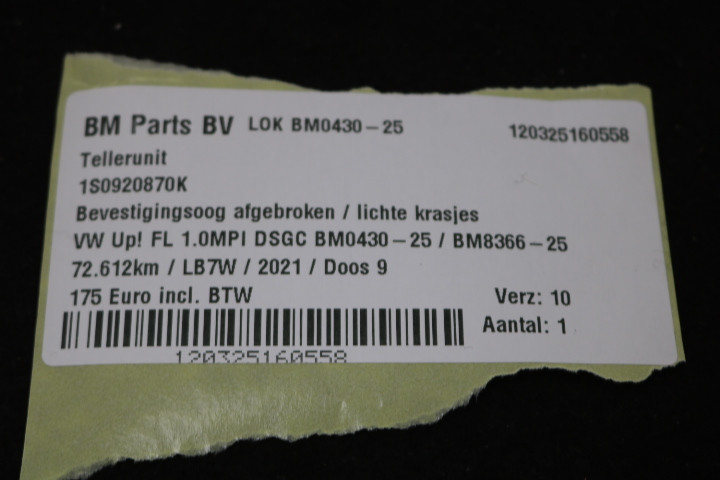 BM Parts BV LOK BM0430-25 120325160558
Tellerunit
1S0920870K
Bevestigingsoog afgebroken / lichte krasjes
VW Up! FL 1.0MPI DSGC BM0430-25 / BM8366-25
72.612km / LB7W / 2021 / Doos 9
175 Euro incl. BTW Verz: 10
Aantal: 1
120325160558